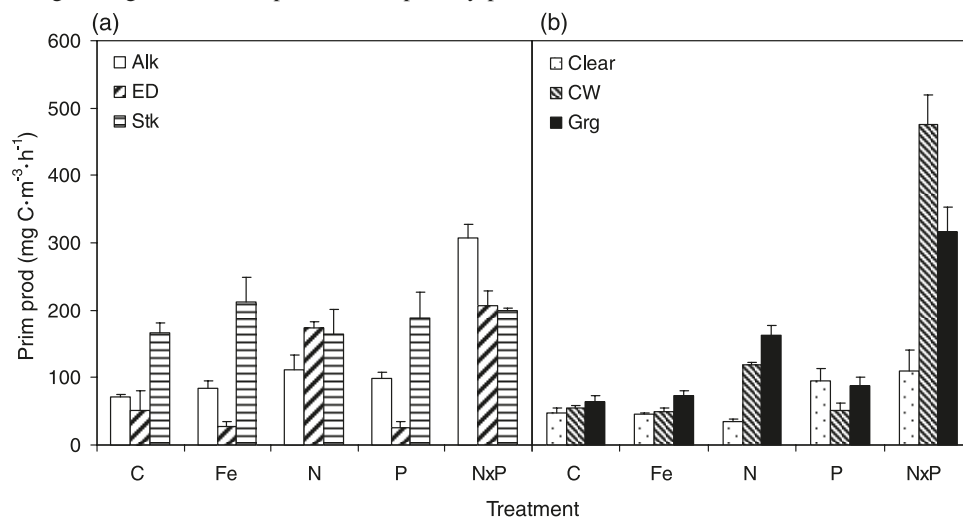 (a)
(b)
600
500
400
300
200
100
0
Prim prod (mg C·m⁻³·h⁻¹)
Alk
ED
Stk
Clear
CW
Grg
C Fe N P NxP C Fe N P NxP
Treatment